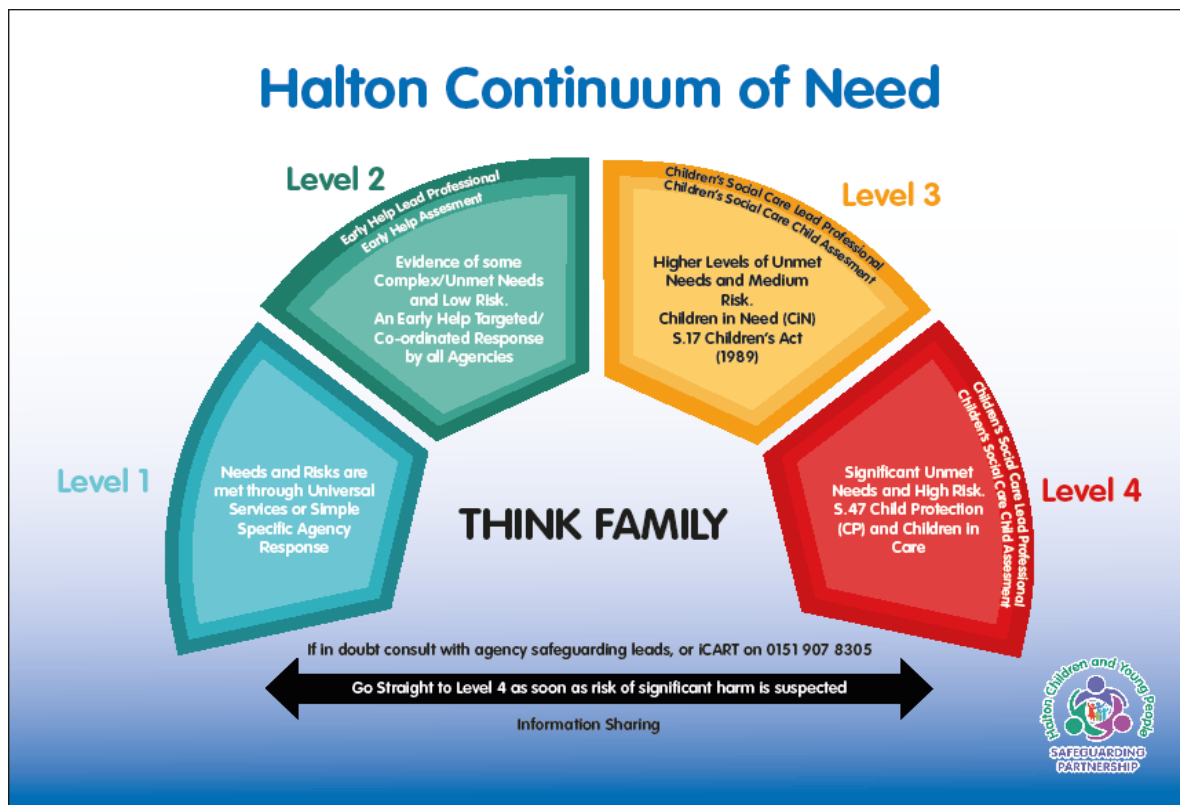 Halton Continuum of Need
Level 1
Needs and Risks are
met through Universal
Services or Simple
Specific Agency
Response
Level 2
Early Help Lead Professional
Early Help Assesment
Evidence of some
Complex/Unmet Needs
and Low Risk.
An Early Help Targeted/
Co-ordinated Response
by all Agencies
Level 3
Children's Social Care Lead Professional
Children's Social Care Child Assesment
Higher Levels of Unmet
Needs and Medium
Risk.
Children in Need (CiN)
S.17 Children's Act
(1989)
Level 4
Children's Social Care Lead Professional
Children's Social Care Child Assesment
Significant Unmet
Needs and High Risk.
S.47 Child Protection
(CP) and Children in
Care
THINK FAMILY
If in doubt consult with agency safeguarding leads, or iCART on 0151 907 8305
Go Straight to Level 4 as soon as risk of significant harm is suspected
Information Sharing
Halton Children and Young People
SAFEGUARDING
PARTNERSHIP